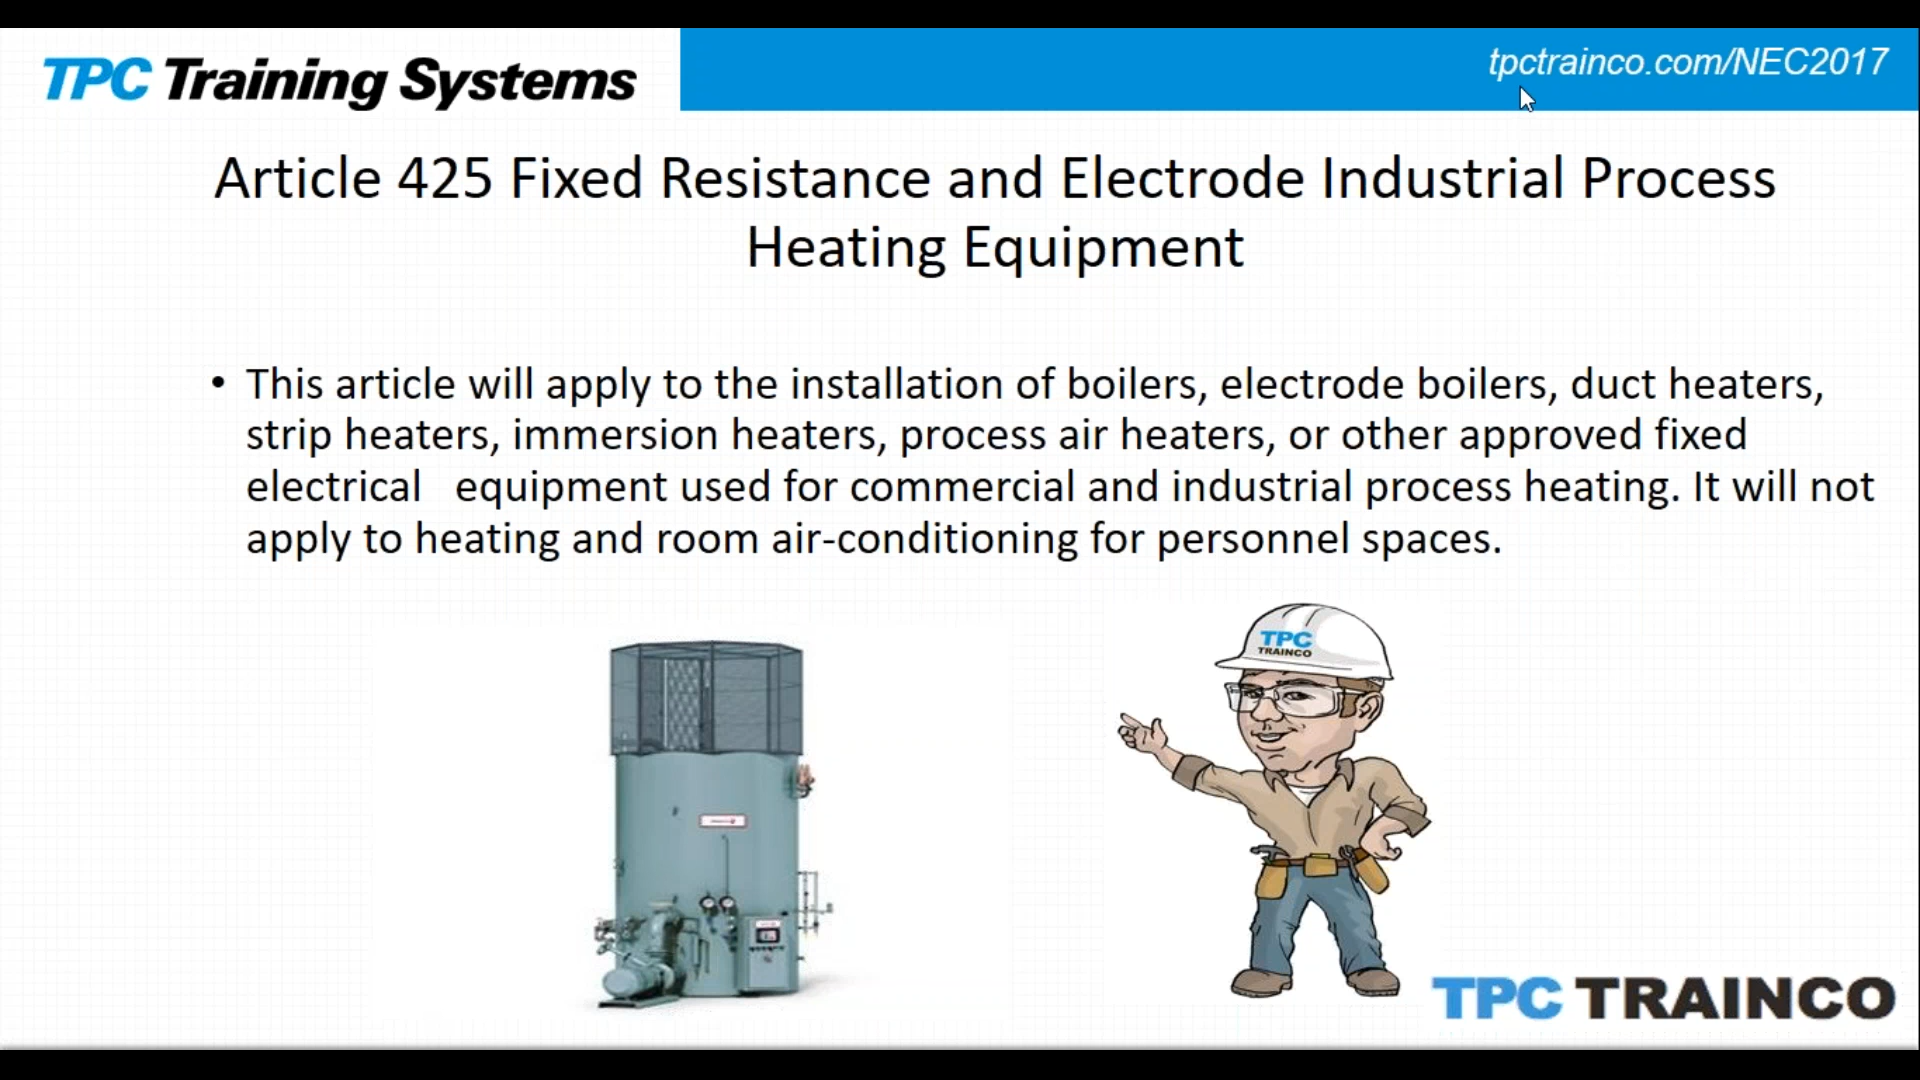 TPC Training Systems
tpctrainco.com/NEC2017
Article 425 Fixed Resistance and Electrode Industrial Process
Heating Equipment
• This article will apply to the installation of boilers, electrode boilers, duct heaters,
strip heaters, immersion heaters, process air heaters, or other approved fixed
electrical   equipment used for commercial and industrial process heating. It will not
apply to heating and room air-conditioning for personnel spaces.
TPC
TRAINCO
TPC TRAINCO